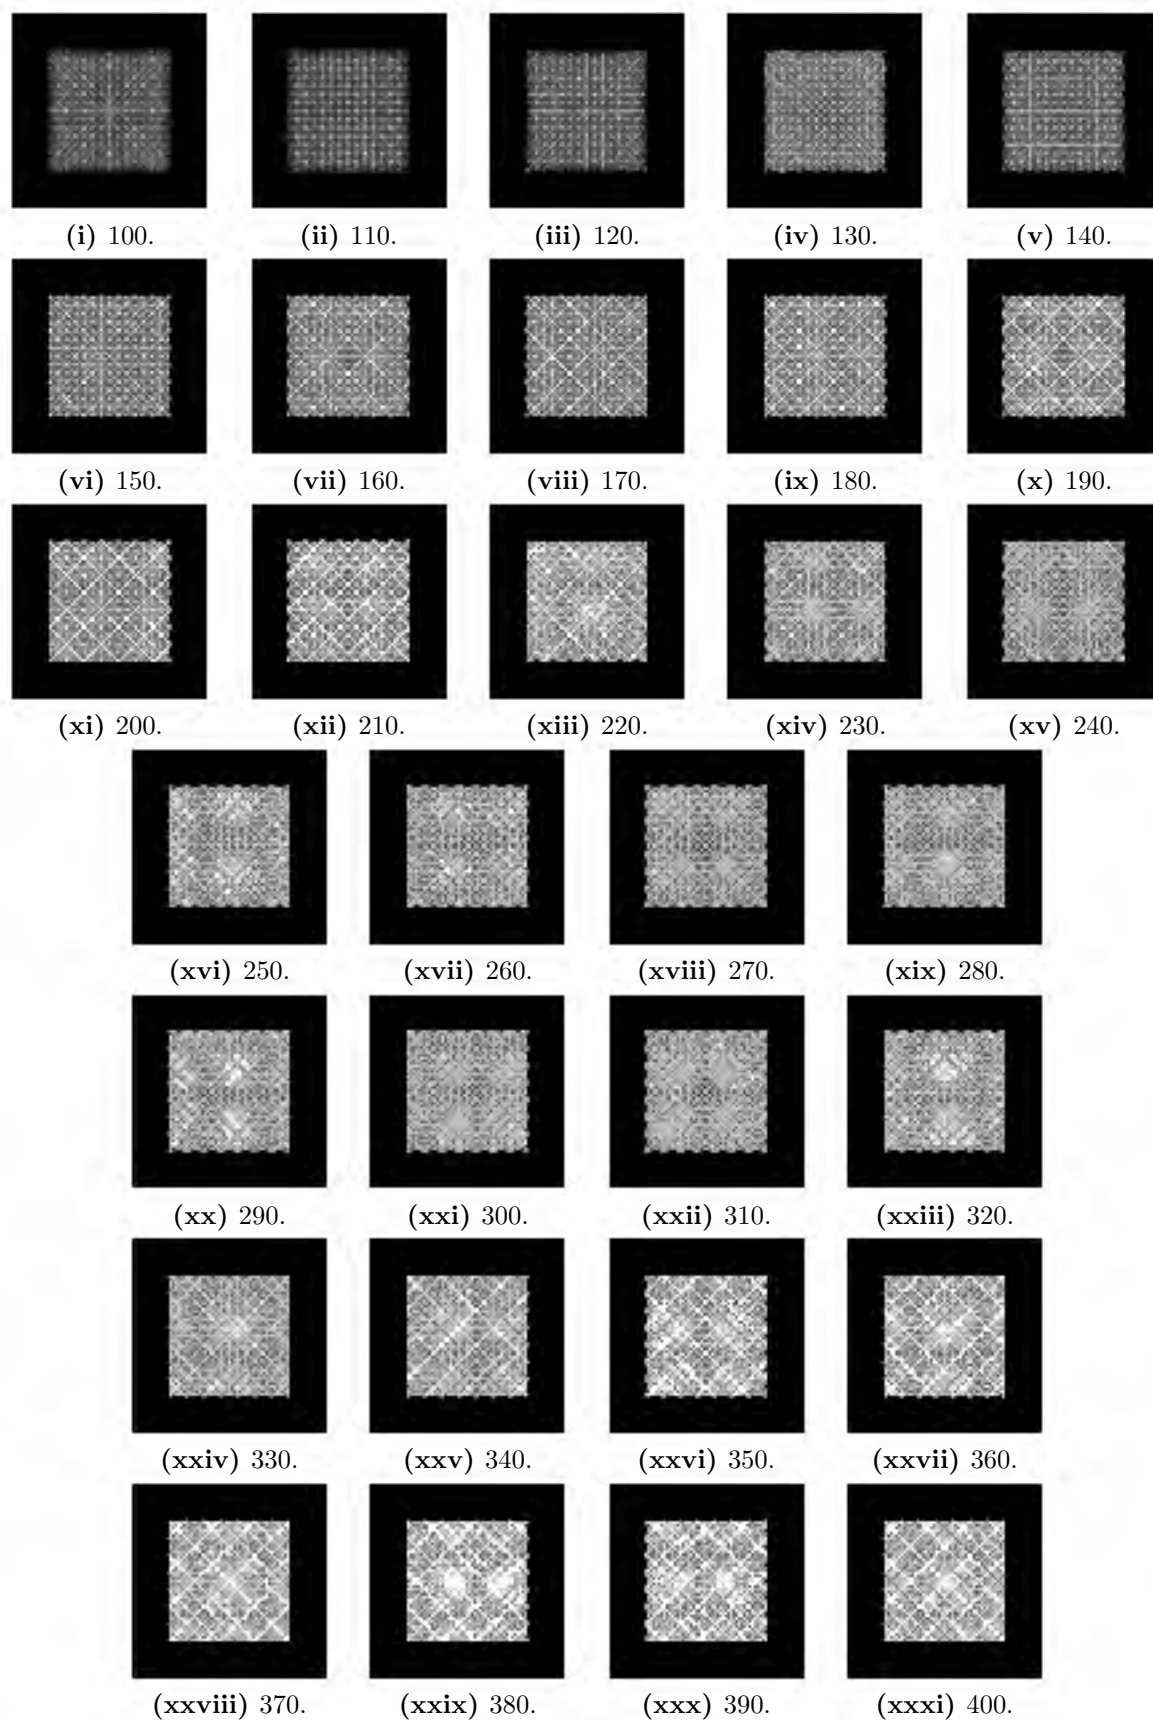 (i) 100. (ii) 110. (iii) 120. (iv) 130. (v) 140.
(vi) 150. (vii) 160. (viii) 170. (ix) 180. (x) 190.
(xi) 200. (xii) 210. (xiii) 220. (xiv) 230. (xv) 240.
(xvi) 250. (xvii) 260. (xviii) 270. (xix) 280.
(xx) 290. (xxi) 300. (xxii) 310. (xxiii) 320.
(xxiv) 330. (xxv) 340. (xxvi) 350. (xxvii) 360.
(xxviii) 370. (xxix) 380. (xxx) 390. (xxxi) 400.